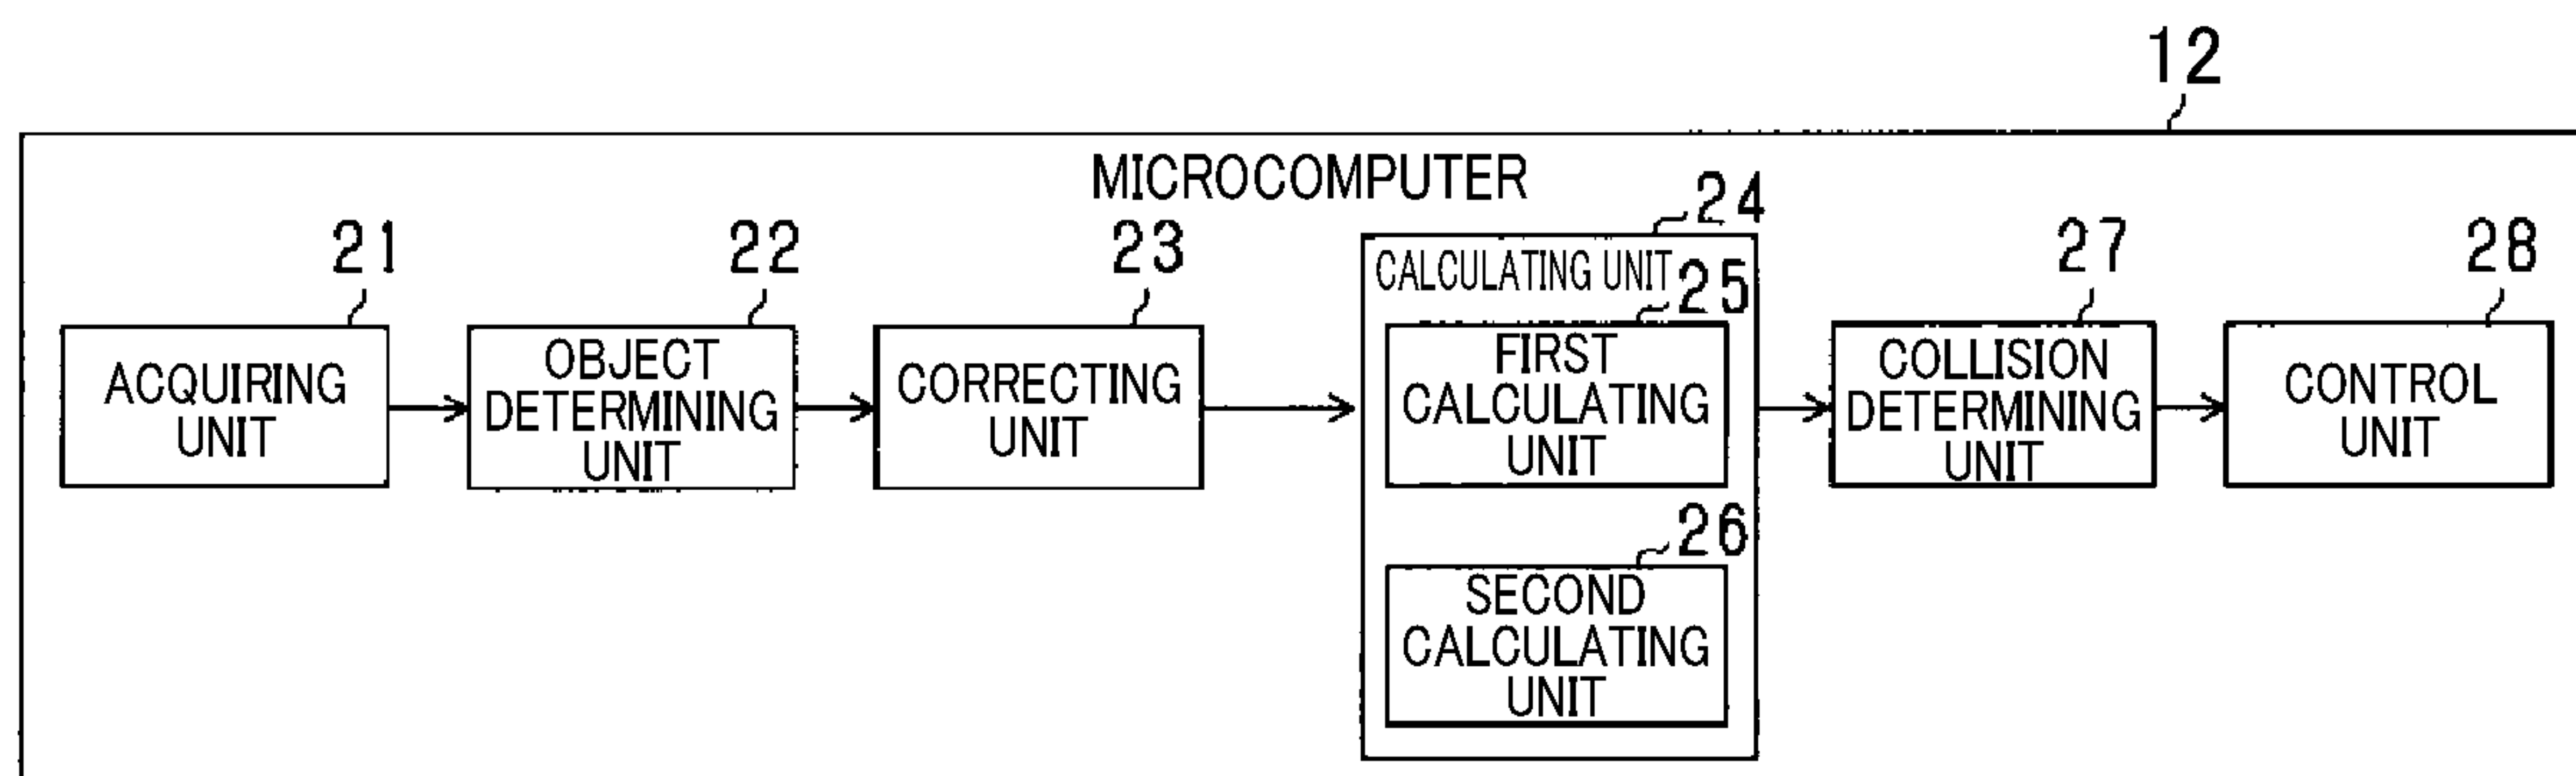 12
MICROCOMPUTER
21
ACQUIRING
UNIT
22
OBJECT
DETERMINING
UNIT
23
CORRECTING
UNIT
24
CALCULATING UNIT
25
FIRST
CALCULATING
UNIT
26
SECOND
CALCULATING
UNIT
27
COLLISION
DETERMINING
UNIT
28
CONTROL
UNIT